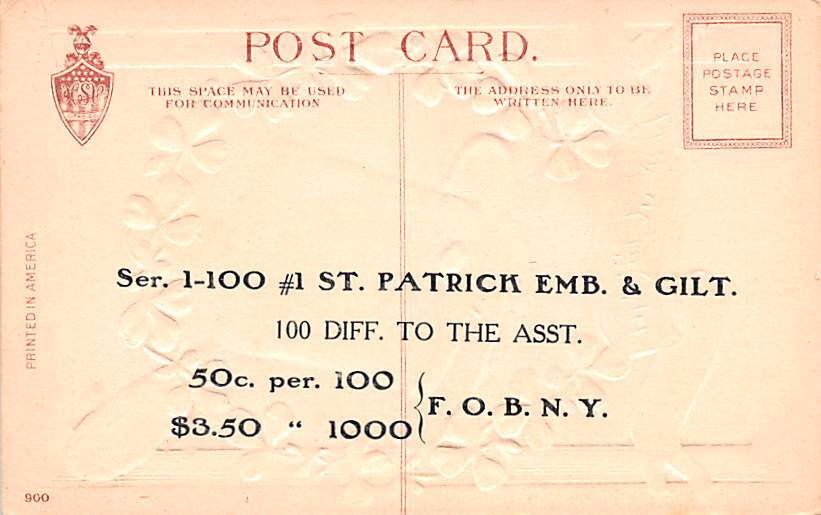 POST CARD.
THIS SPACE MAY BE USED
FOR COMMUNICATION
THE ADDRESS ONLY TO BE
WRITTEN HERE.
PLACE
POSTAGE
STAMP
HERE
PRINTED IN AMERICA
Ser. 1-100 #1 ST. PATRICK EMB. & GILT.
100 DIFF. TO THE ASST.
50c. per. 100
$3.50 " 1000
F. O. B. N. Y.
900